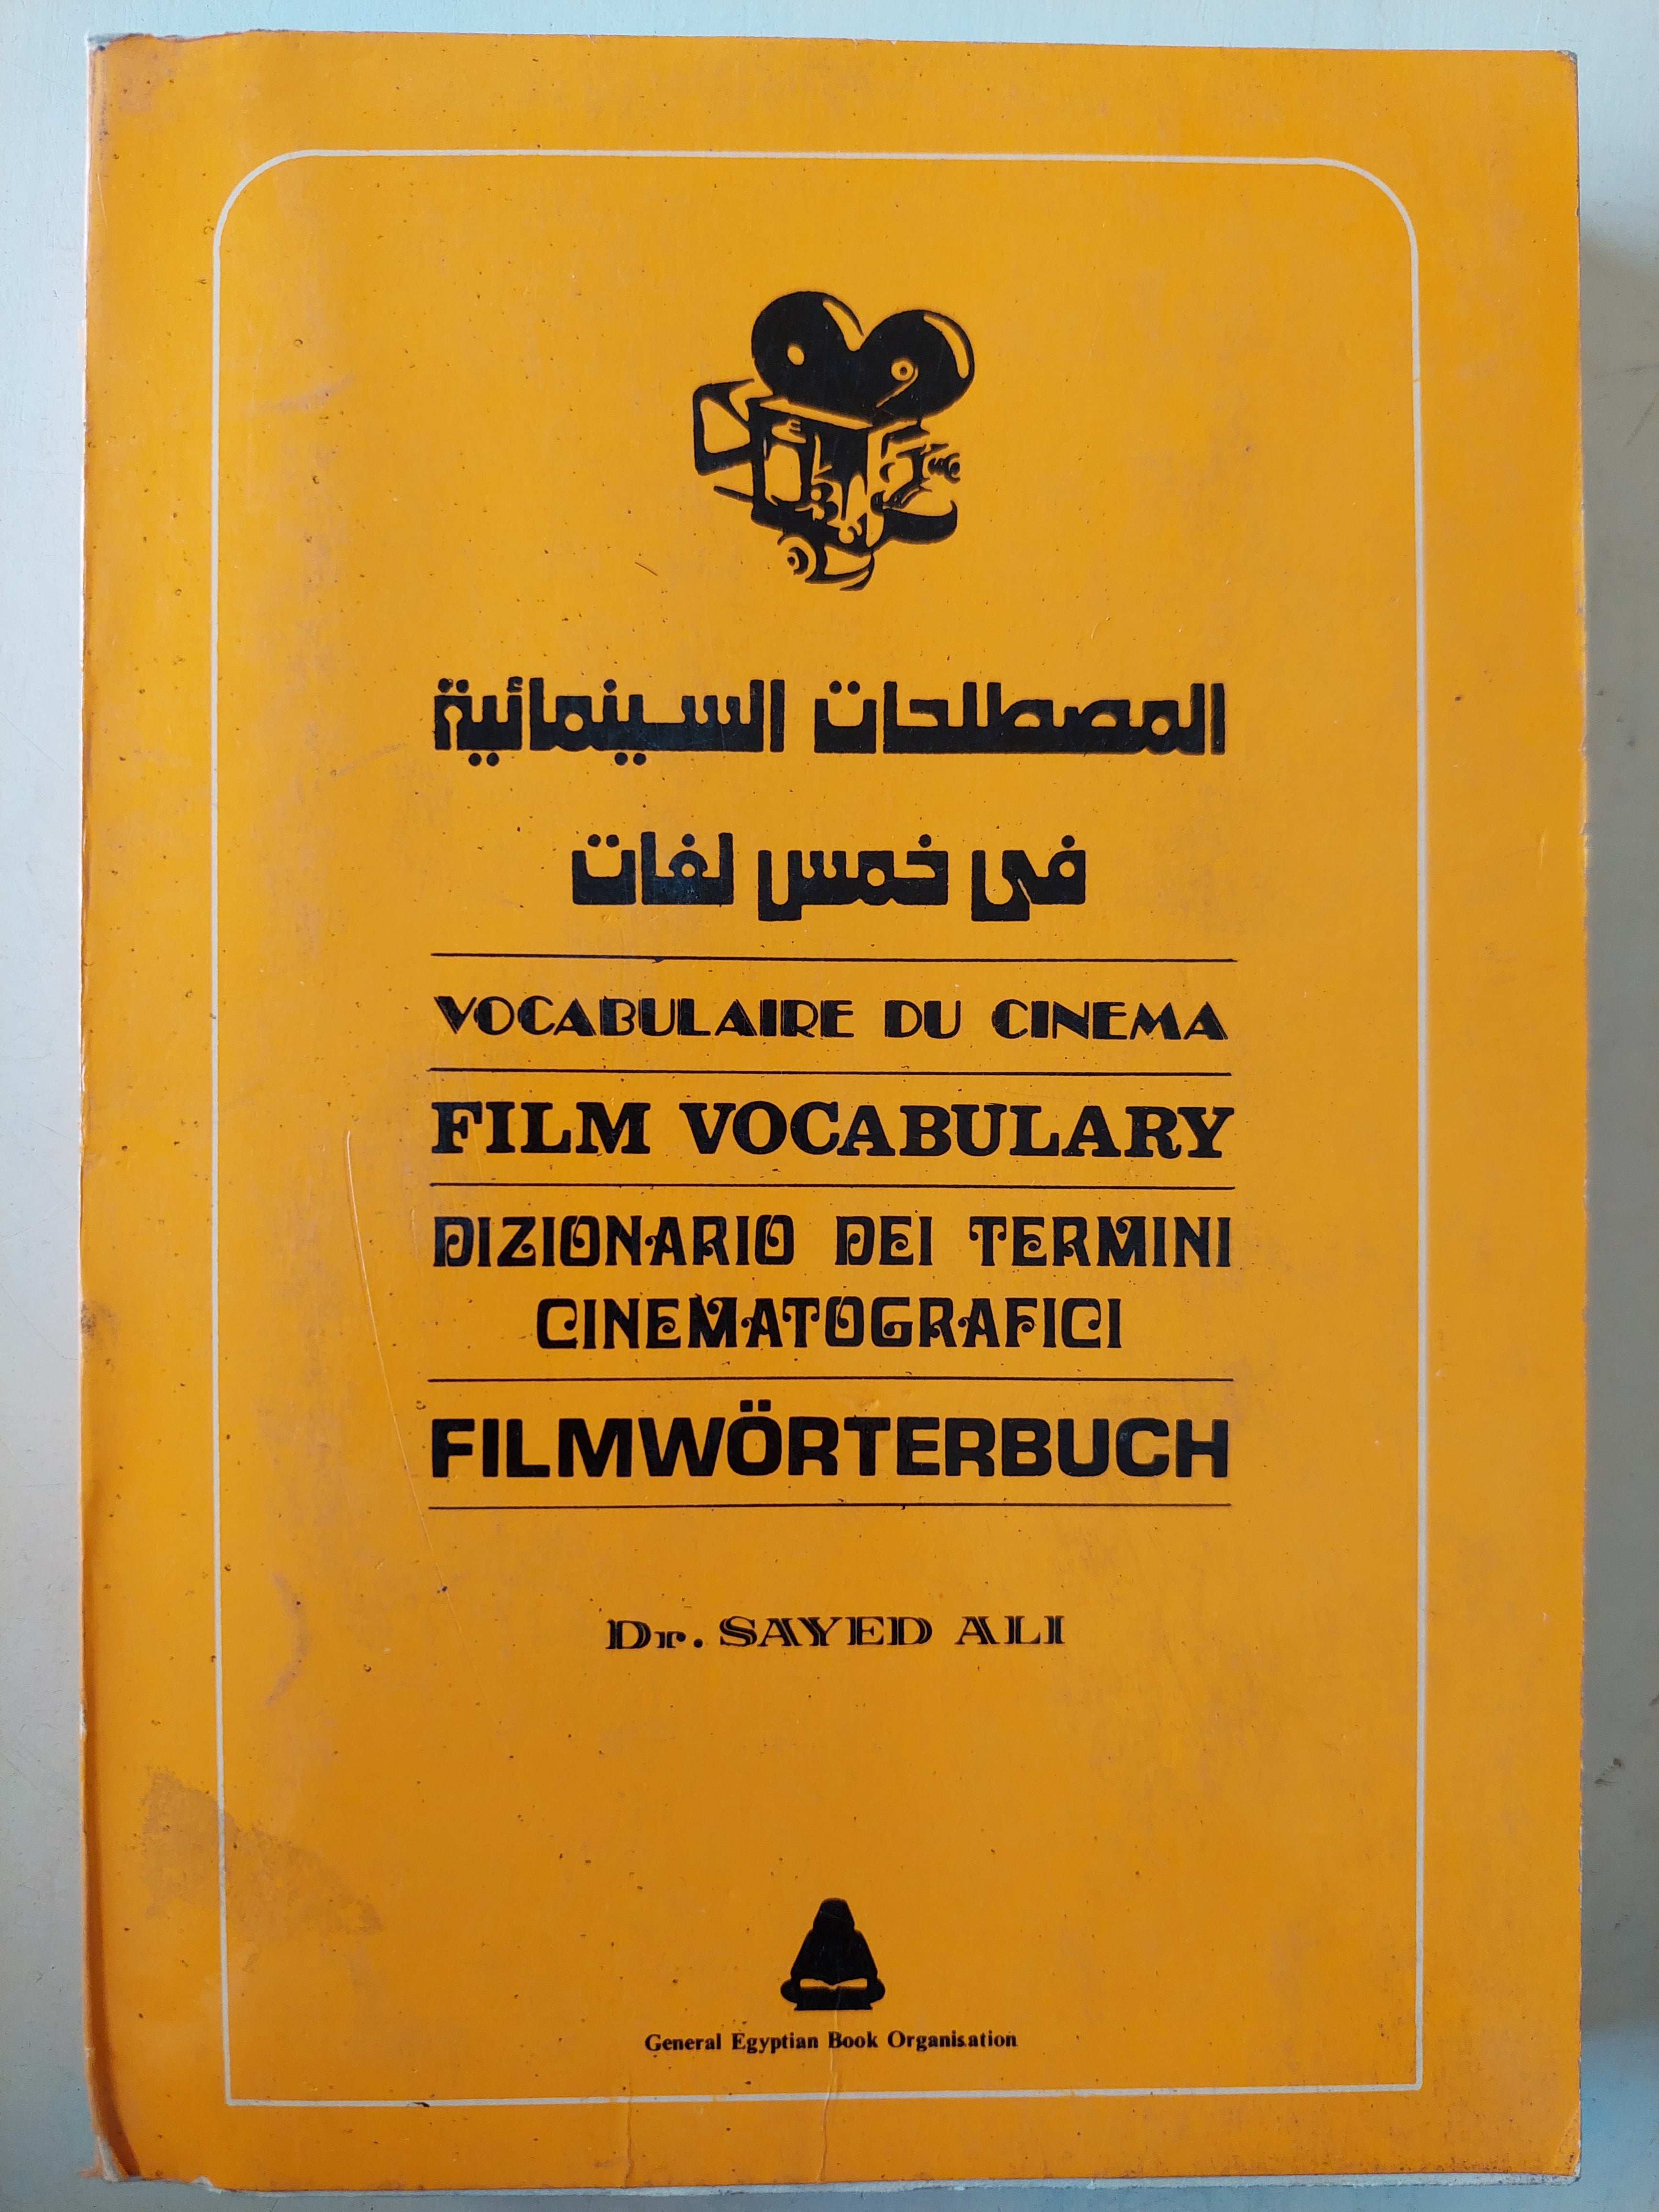 المصطلحات السينمائية
فى خمس لغات
VOCABULAIRE DU CINEMA
FILM VOCABULARY
DIZIONARIO DEI TERMINI
CINEMATOGRAFICI
FILMWÖRTERBUCH
Dr. SAYED ALI
General Egyptian Book Organisation